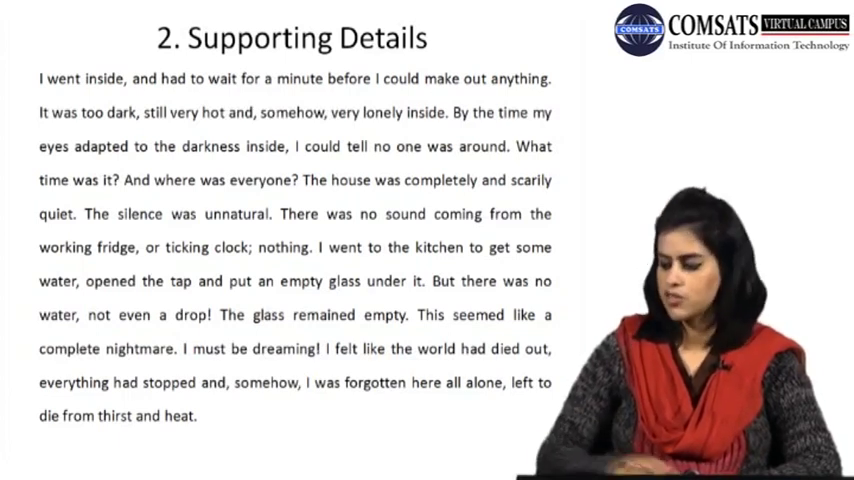 2. Supporting Details
I went inside, and had to wait for a minute before I could make out anything.
It was too dark, still very hot and, somehow, very lonely inside. By the time my
eyes adapted to the darkness inside, I could tell no one was around. What
time was it? And where was everyone? The house was completely and scarily
quiet. The silence was unnatural. There was no sound coming from the
working fridge, or ticking clock; nothing. I went to the kitchen to get some
water, opened the tap and put an empty glass under it. But there was no
water, not even a drop! The glass remained empty. This seemed like a
complete nightmare. I must be dreaming! I felt like the world had died out,
everything had stopped and, somehow, I was forgotten here all alone, left to
die from thirst and heat.
COMSATS
COMSATS VIRTUAL CAMPUS
Institute Of Information Technology